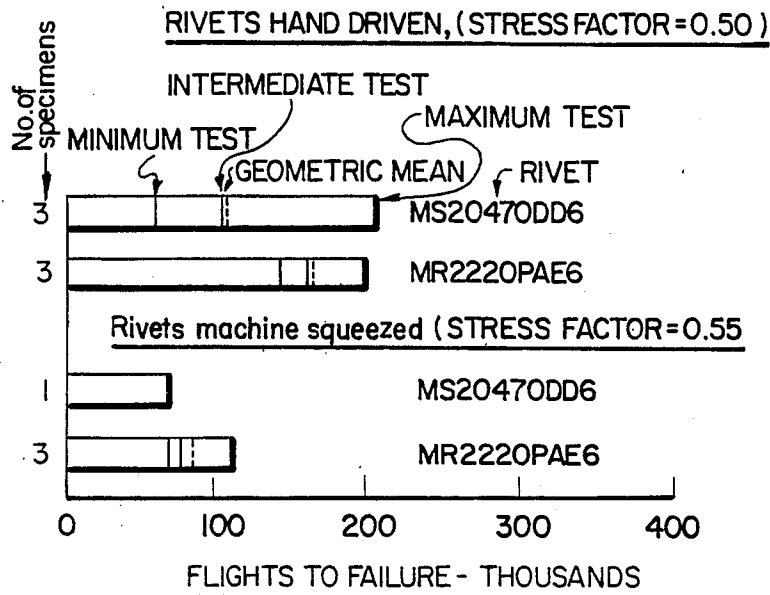 RIVETS HAND DRIVEN, (STRESS FACTOR=0.50)
No. of
specimens
INTERMEDIATE TEST
MAXIMUM TEST
MINIMUM TEST
GEOMETRIC MEAN
RIVET
3
MS20470DD6
3
MR2220PAE6
Rivets machine squeezed (STRESS FACTOR=0.55
1
MS20470DD6
3
MR2220PAE6
0 100 200 300 400
FLIGHTS TO FAILURE - THOUSANDS